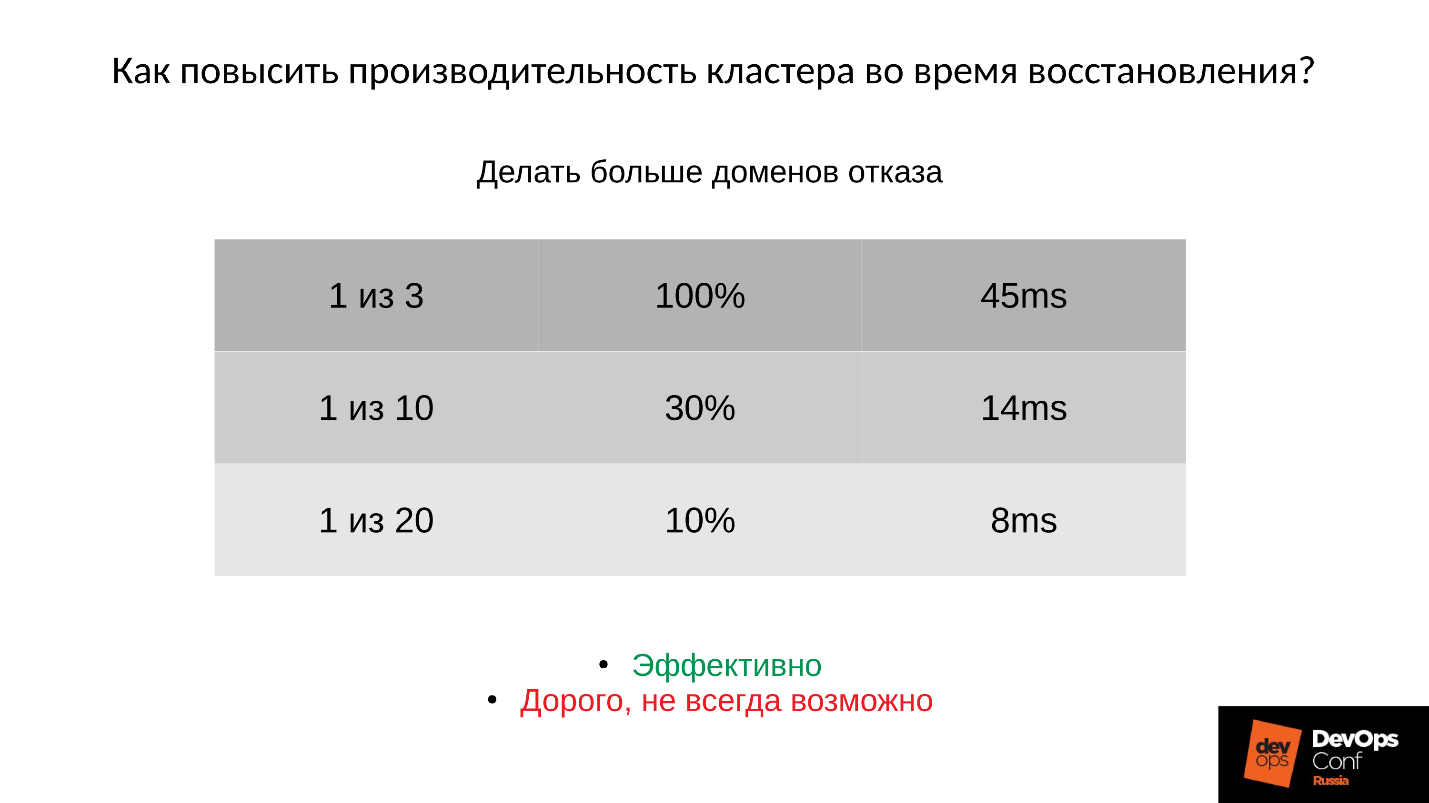 Как повысить производительность кластера во время восстановления?
Делать больше доменов отказа
1 из 3 100% 45ms
1 из 10 30% 14ms
1 из 20 10% 8ms
• Эффективно
• Дорого, не всегда возможно
dev
ops
DevOps
Conf
Russia